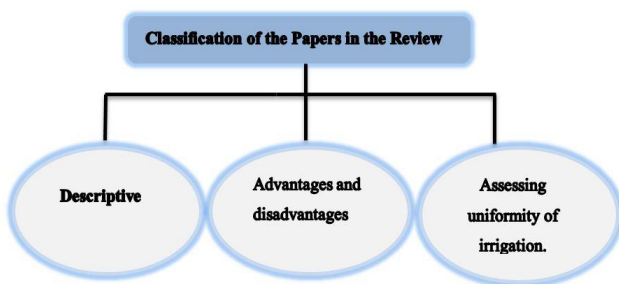 Classification of the Papers in the Review
Descriptive
Advantages and
disadvantages
Assessing
uniformity of
irrigation.